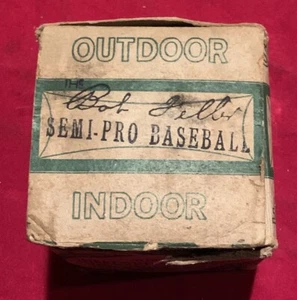 OUTDOOR
THE
Bob Feller
SEMI-PRO BASEBALL
INDOOR